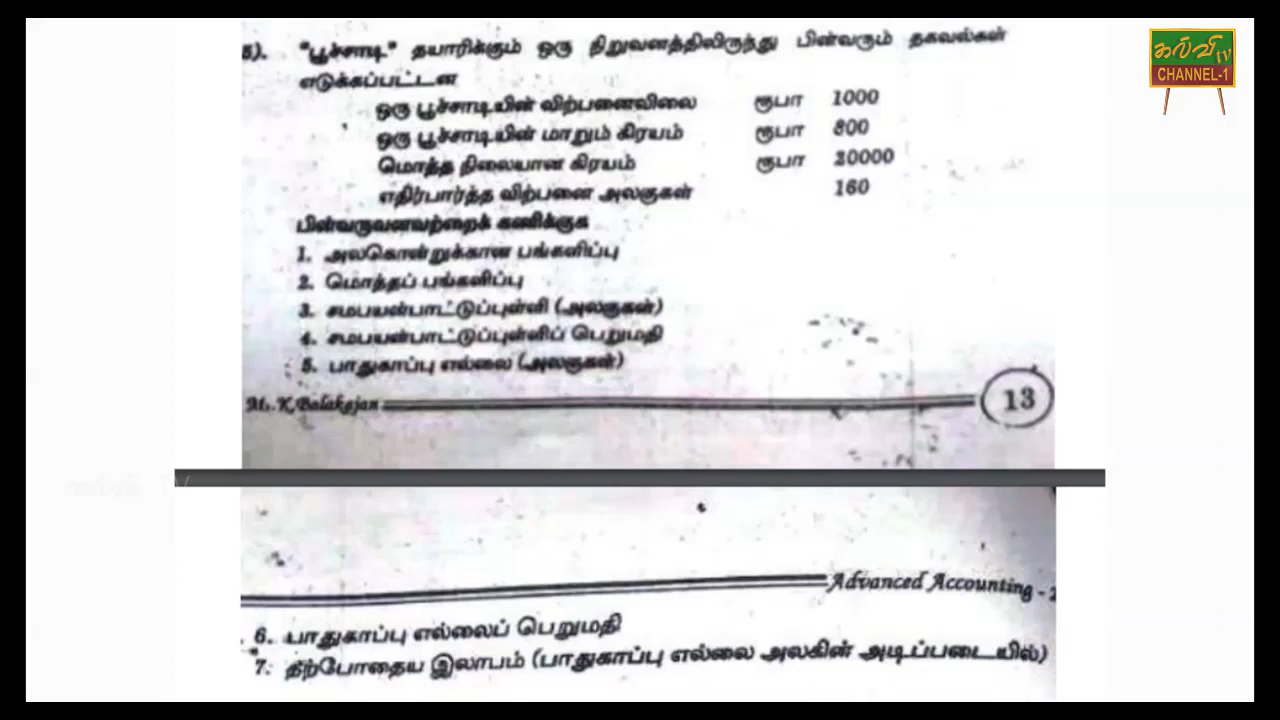 கல்வி TV
CHANNEL-1
"பூச்சாடி" தயாரிக்கும் ஒரு நிறுவனத்திலிருந்து பின்வரும் தகவல்கள்
எடுக்கப்பட்டன
ஒரு பூச்சாடியின் விற்பனைவிலை ரூபா 1000
ஒரு பூச்சாடியின் மாறும் கிரயம் ரூபா 800
மொத்த நிலையான கிரயம் ரூபா 20000
எதிர்பார்த்த விற்பனை அலகுகள் 160
பின்வருவனவற்றைக் கணிக்குக
1. அலகொன்றுக்கான பங்களிப்பு
2. மொத்தப் பங்களிப்பு
3. சமபயன்பாட்டுப்புள்ளி (அலகுகள்)
4. சமபயன்பாட்டுப்புள்ளிப் பெறுமதி
5. பாதுகாப்பு எல்லை (அலகுகள்)
M. K. Balakajan
13
Advanced Accounting - 2
6. பாதுகாப்பு எல்லைப் பெறுமதி
7. தற்போதைய இலாபம் (பாதுகாப்பு எல்லை அலகின் அடிப்படையில்)